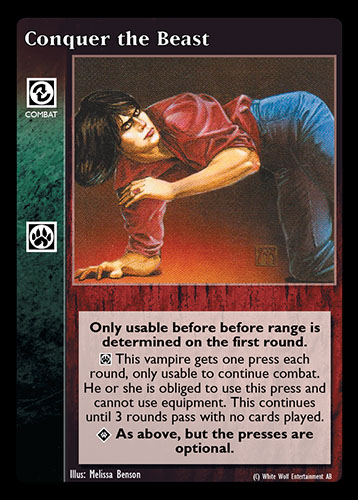 Conquer the Beast
COMBAT
Only usable before before range is
determined on the first round.
This vampire gets one press each
round, only usable to continue combat.
He or she is obliged to use this press and
cannot use equipment. This continues
until 3 rounds pass with no cards played.
As above, but the presses are
optional.
Illus: Melissa Benson
(C) White Wolf Entertainment AB